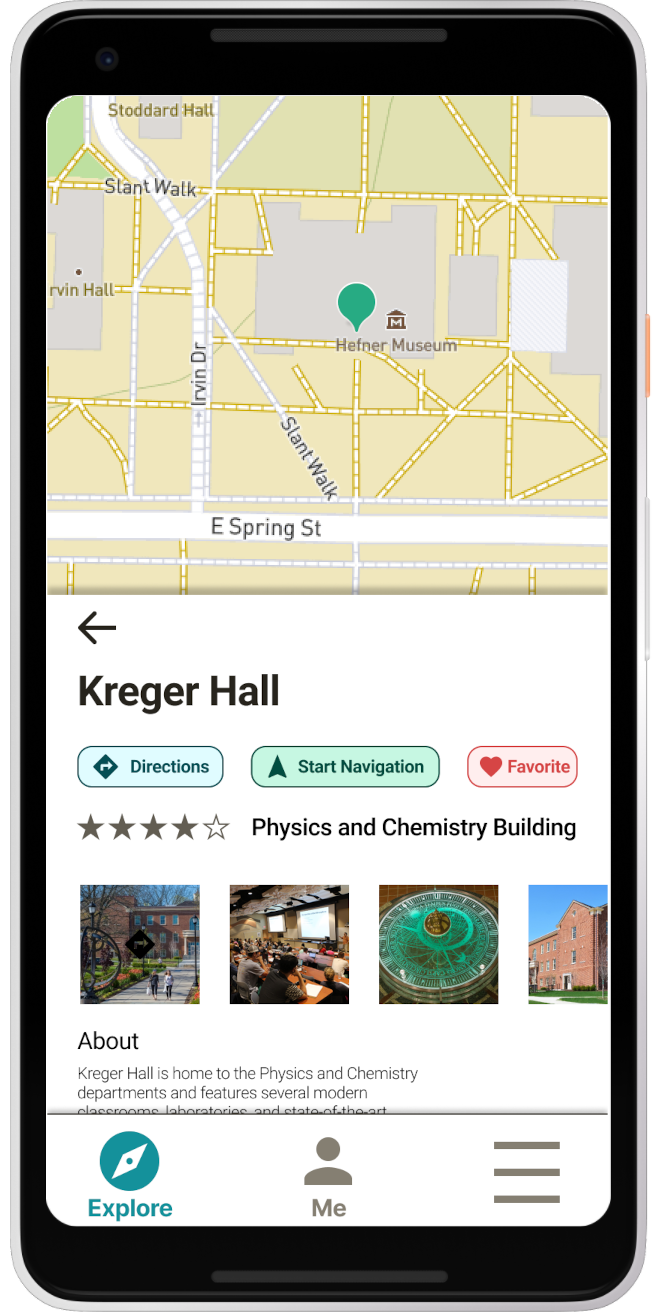 Stoddard Hall
Slant Walk
rvin Hall
Hefner Museum
Irvin Dr
Slant Walk
E Spring St
Kreger Hall
Directions
Start Navigation
Favorite
Physics and Chemistry Building
About
Kreger Hall is home to the Physics and Chemistry
departments and features several modern
classrooms, laboratories, and state-of-the-art
Explore
Me